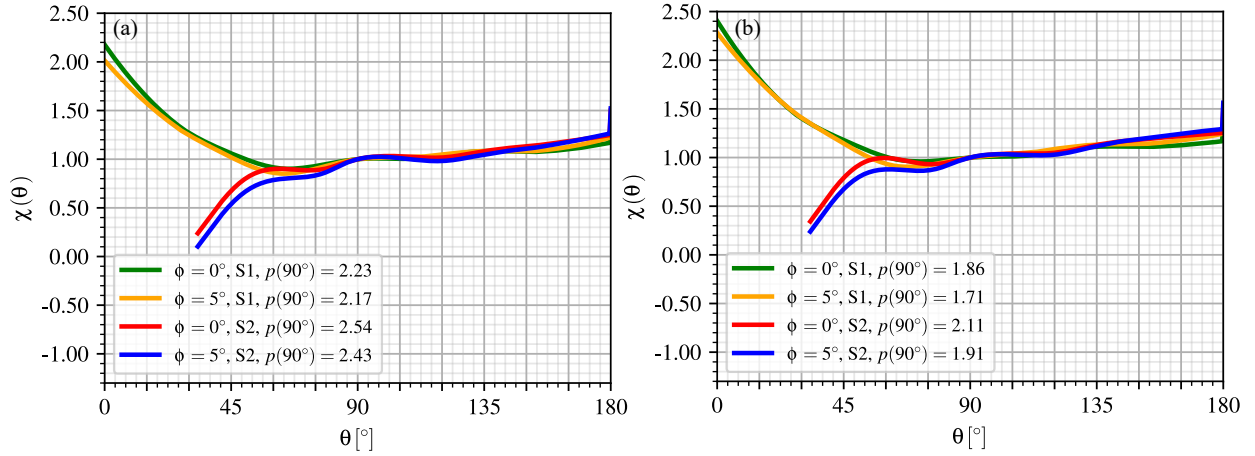 (a)
2.50
2.00
1.50
1.00
0.50
0.00
-0.50
-1.00
χ(θ)
ϕ = 0°, S1, p(90°) = 2.23
ϕ = 5°, S1, p(90°) = 2.17
ϕ = 0°, S2, p(90°) = 2.54
ϕ = 5°, S2, p(90°) = 2.43
0 45 90 135 180
θ [°]
(b)
2.50
2.00
1.50
1.00
0.50
0.00
-0.50
-1.00
χ(θ)
ϕ = 0°, S1, p(90°) = 1.86
ϕ = 5°, S1, p(90°) = 1.71
ϕ = 0°, S2, p(90°) = 2.11
ϕ = 5°, S2, p(90°) = 1.91
0 45 90 135 180
θ [°]